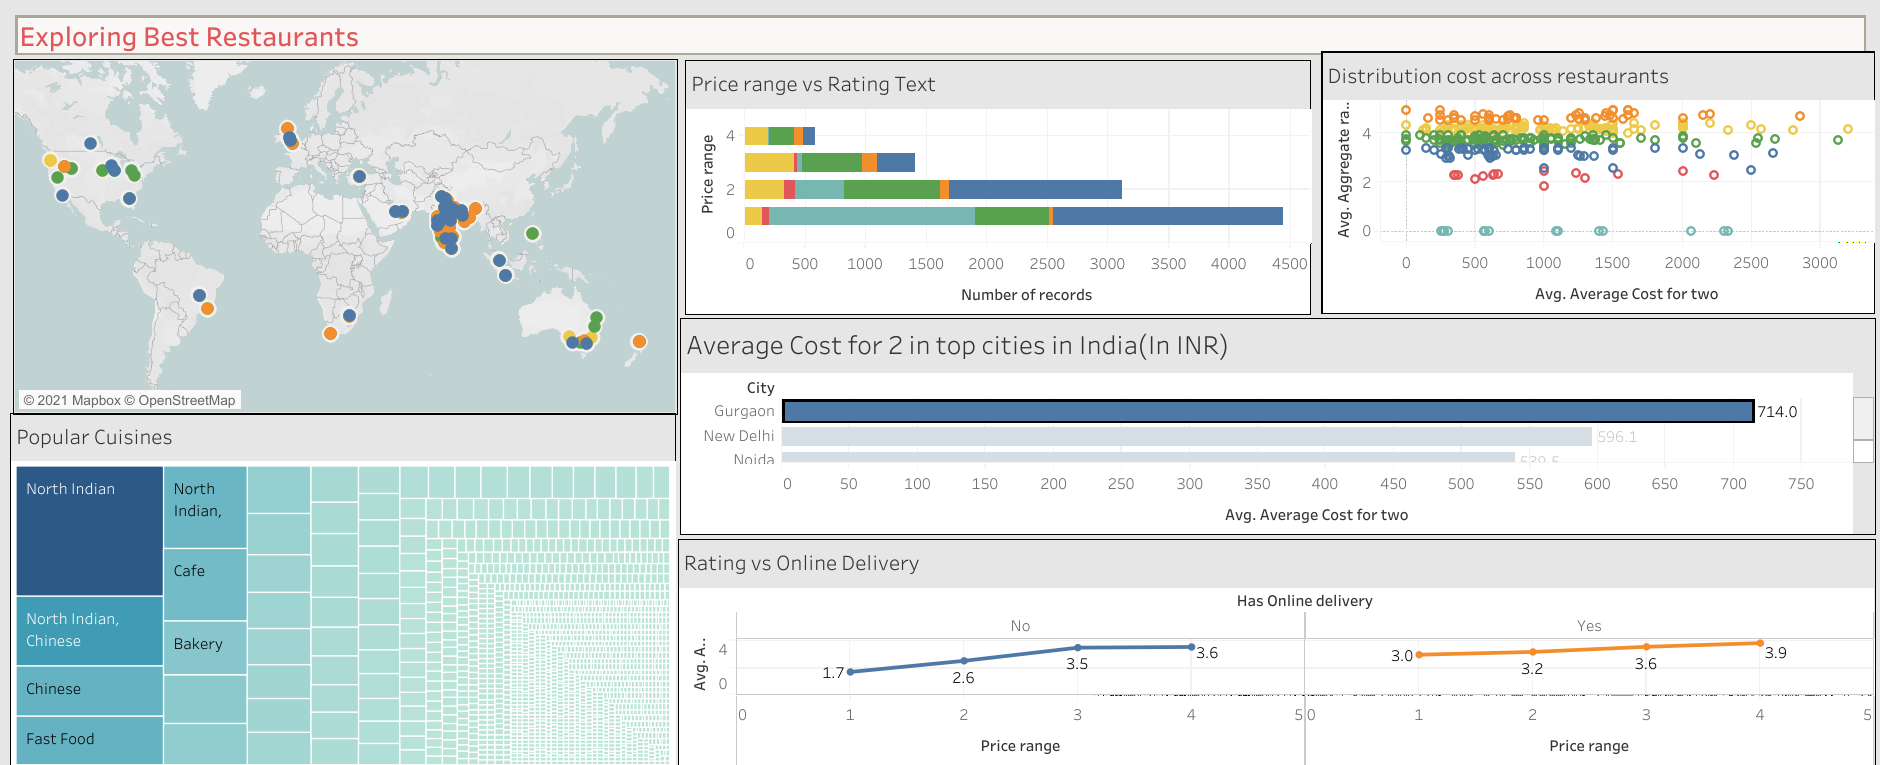 Exploring Best Restaurants
© 2021 Mapbox © OpenStreetMap
Price range vs Rating Text
Price range
4
2
0
0 500 1000 1500 2000 2500 3000 3500 4000 4500
Number of records
Distribution cost across restaurants
Avg. Aggregate ra..
4
2
0
0 500 1000 1500 2000 2500 3000
Avg. Average Cost for two
Average Cost for 2 in top cities in India(In INR)
City
Gurgaon 714.0
New Delhi 596.1
Noida 539.5
0 50 100 150 200 250 300 350 400 450 500 550 600 650 700 750
Avg. Average Cost for two
Popular Cuisines
North Indian
North Indian,
Chinese
Chinese
Fast Food
North
Indian,
Cafe
Bakery
Rating vs Online Delivery
Has Online delivery
No Yes
Avg. A..
4
0
1.7 2.6 3.5 3.6
3.0 3.2 3.6 3.9
0 1 2 3 4 5 0 1 2 3 4 5
Price range Price range